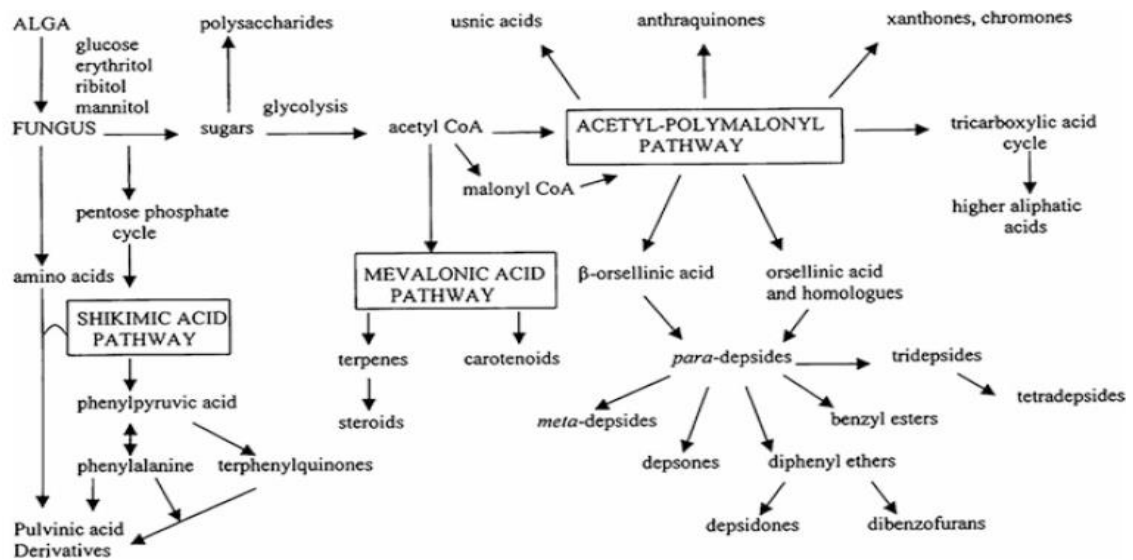 ALGA
glucose
erythritol
ribitol
mannitol
FUNGUS
polysaccharides
sugars
glycolysis
acetyl CoA
malonyl CoA
usnic acids
anthraquinones
xanthones, chromones
ACETYL-POLYMALONYL
PATHWAY
tricarboxylic acid
cycle
higher aliphatic
acids
pentose phosphate
cycle
amino acids
SHIKIMIC ACID
PATHWAY
phenylpyruvic acid
phenylalanine
terphenylquinones
Pulvinic acid
Derivatives
MEVALONIC ACID
PATHWAY
terpenes
carotenoids
steroids
β-orsellinic acid
orsellinic acid
and homologues
para-depsides
tridepsides
tetradepsides
meta-depsides
benzyl esters
depsones
diphenyl ethers
depsidones
dibenzofurans